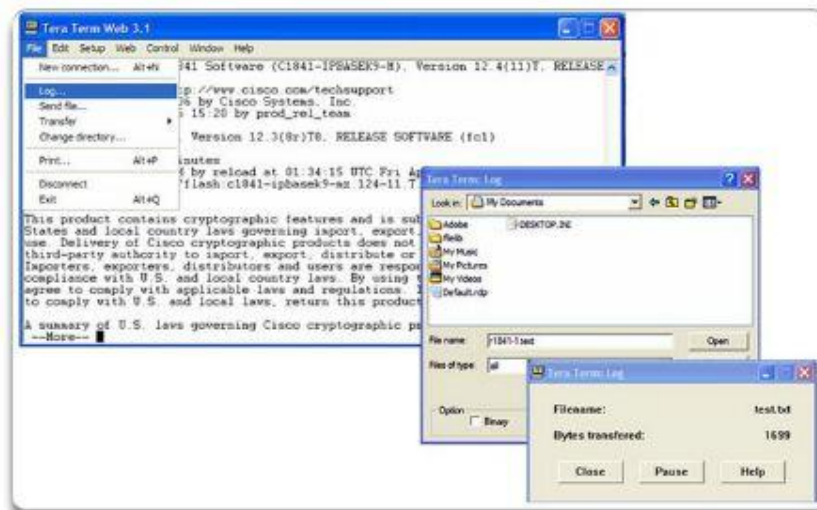 Tera Term Web 3.1
File Edit Setup Web Control Window Help
New connection... Alt+N
Log...
Send file...
Transfer
Change directory...
Print... Alt+P
Disconnect
Exit Alt+Q
841 Software (C1841-IPBASEK9-M), Version 12.4(11)T, RELEASE
p://www.cisco.com/techsupport
06 by Cisco Systems, Inc.
15:20 by prod_rel_team
Version 12.3(8r)T8, RELEASE SOFTWARE (fc1)
inutes
by reload at 01:34:15 UTC Fri Ap
flash:c1841-ipbasek9-mz.124-11.T
This product contains cryptographic features and is sub
States and local country laws governing import, export,
use. Delivery of Cisco cryptographic products does not
third-party authority to import, export, distribute or
Importers, exporters, distributors and users are respon
compliance with U.S. and local country laws. By using t
agree to comply with applicable laws and regulations. I
to comply with U.S. and local laws, return this product
A summary of U.S. laws governing Cisco cryptographic pr
--More--
Tera Term: Log
Look in: My Documents
Adobe
filelib
My Music
My Pictures
My Videos
Default.rdp
DESKTOP.INI
File name: r1841-1.text
Open
Files of type: all
Option
Binary
Tera Term: Log
Filename: test.txt
Bytes transfered: 1699
Close Pause Help